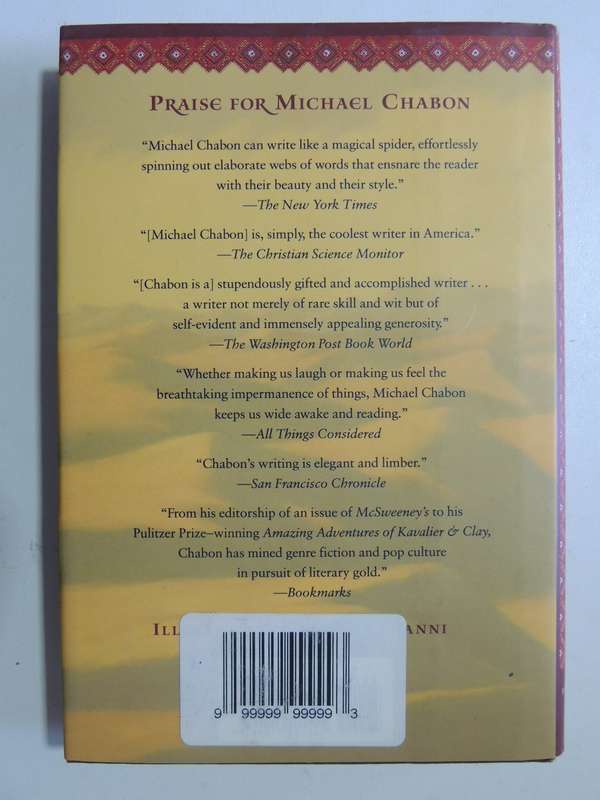 PRAISE FOR MICHAEL CHABON
“Michael Chabon can write like a magical spider, effortlessly
spinning out elaborate webs of words that ensnare the reader
with their beauty and their style.”
—The New York Times
“[Michael Chabon] is, simply, the coolest writer in America.”
—The Christian Science Monitor
“[Chabon is a] stupendously gifted and accomplished writer . . .
a writer not merely of rare skill and wit but of
self-evident and immensely appealing generosity.”
—The Washington Post Book World
“Whether making us laugh or making us feel the
breathtaking impermanence of things, Michael Chabon
keeps us wide awake and reading.”
—All Things Considered
“Chabon’s writing is elegant and limber.”
—San Francisco Chronicle
“From his editorship of an issue of McSweeney’s to his
Pulitzer Prize–winning Amazing Adventures of Kavalier & Clay,
Chabon has mined genre fiction and pop culture
in pursuit of literary gold.”
—Bookmarks
9 99999 99999 3